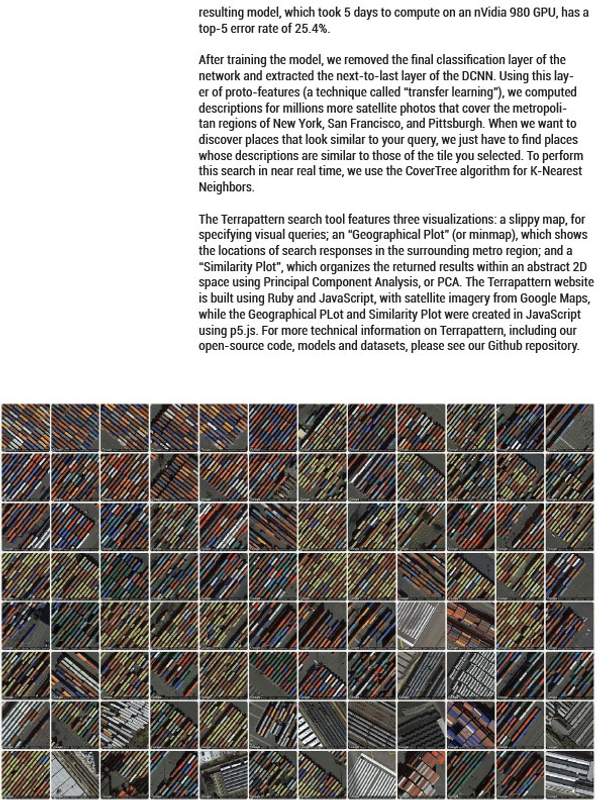 resulting model, which took 5 days to compute on an nVidia 980 GPU, has a
top-5 error rate of 25.4%.
After training the model, we removed the final classification layer of the
network and extracted the next-to-last layer of the DCNN. Using this lay-
er of proto-features (a technique called “transfer learning”), we computed
descriptions for millions more satellite photos that cover the metropoli-
tan regions of New York, San Francisco, and Pittsburgh. When we want to
discover places that look similar to your query, we just have to find places
whose descriptions are similar to those of the tile you selected. To perform
this search in near real time, we use the CoverTree algorithm for K-Nearest
Neighbors.
The Terrapattern search tool features three visualizations: a slippy map, for
specifying visual queries; an “Geographical Plot” (or minmap), which shows
the locations of search responses in the surrounding metro region; and a
“Similarity Plot”, which organizes the returned results within an abstract 2D
space using Principal Component Analysis, or PCA. The Terrapattern website
is built using Ruby and JavaScript, with satellite imagery from Google Maps,
while the Geographical PLot and Similarity Plot were created in JavaScript
using p5.js. For more technical information on Terrapattern, including our
open-source code, models and datasets, please see our Github repository.